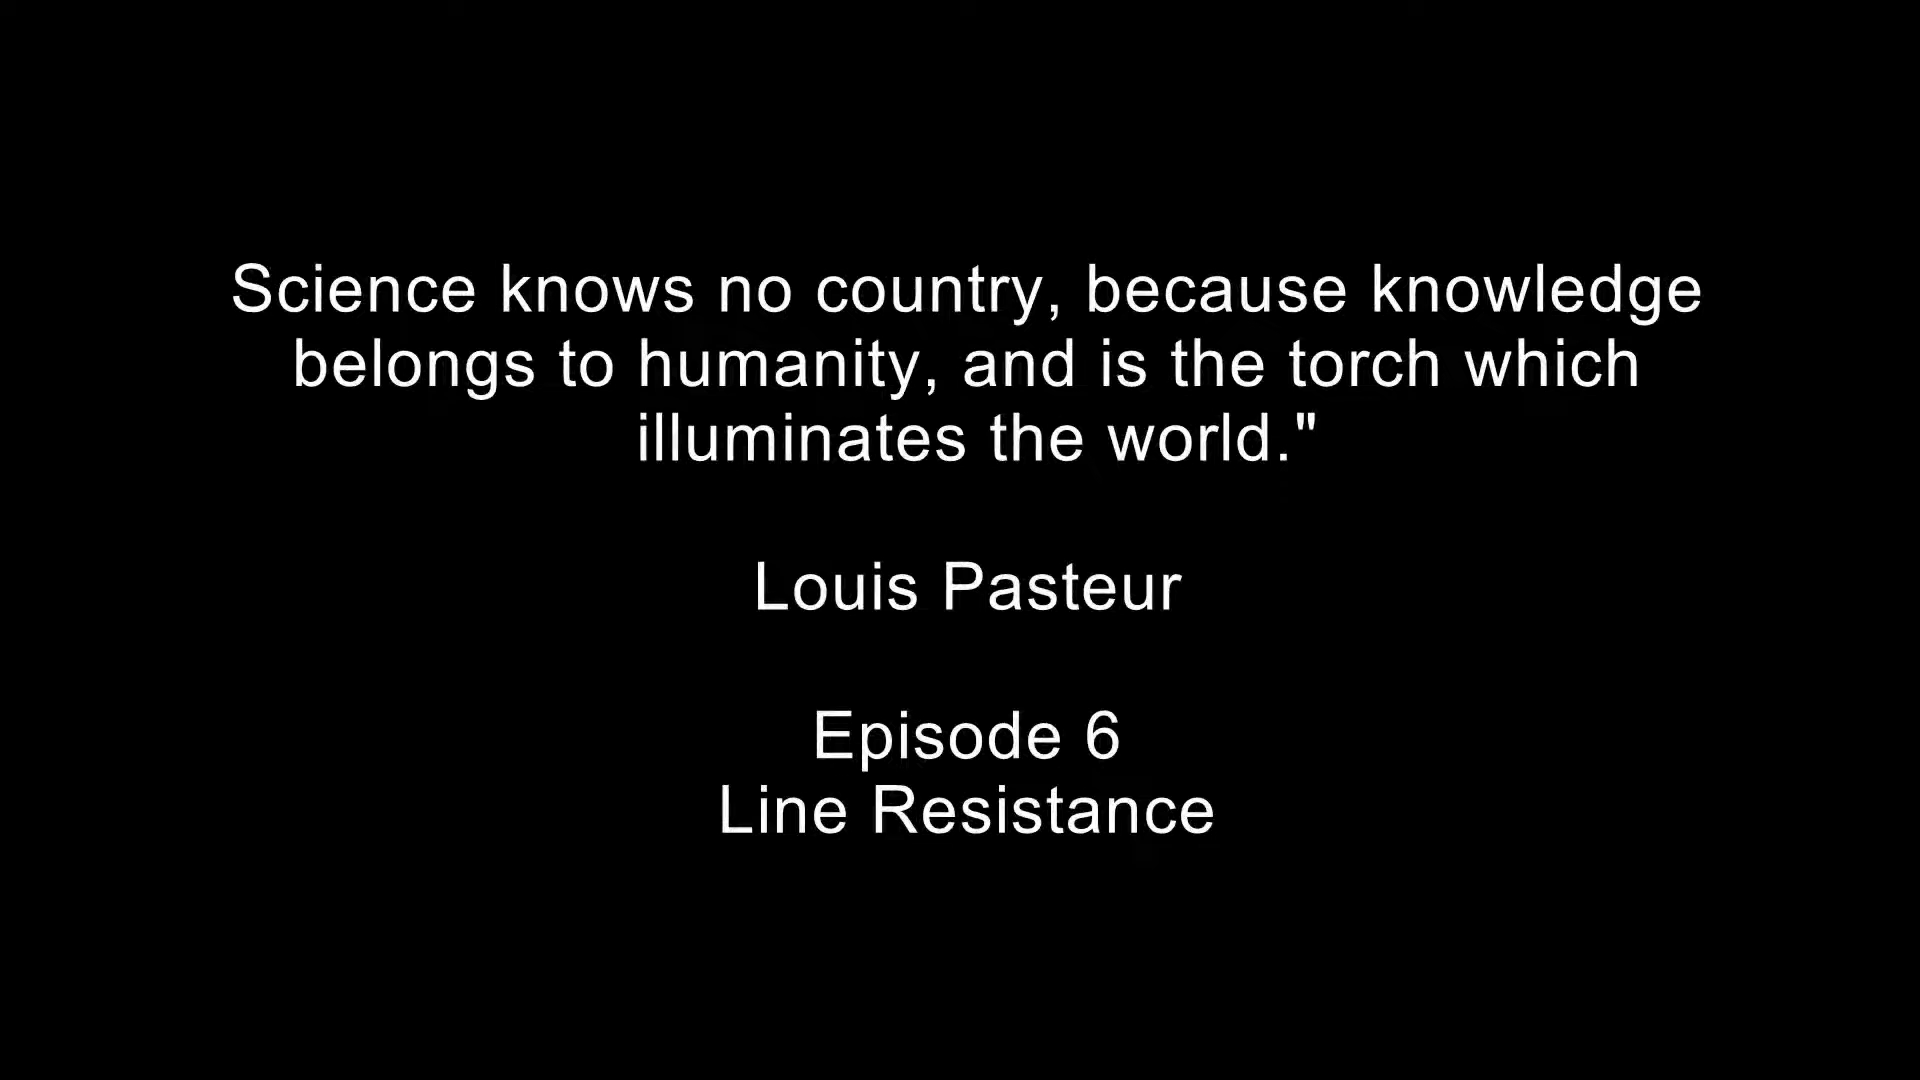 Science knows no country, because knowledge
belongs to humanity, and is the torch which
illuminates the world."
Louis Pasteur
Episode 6
Line Resistance